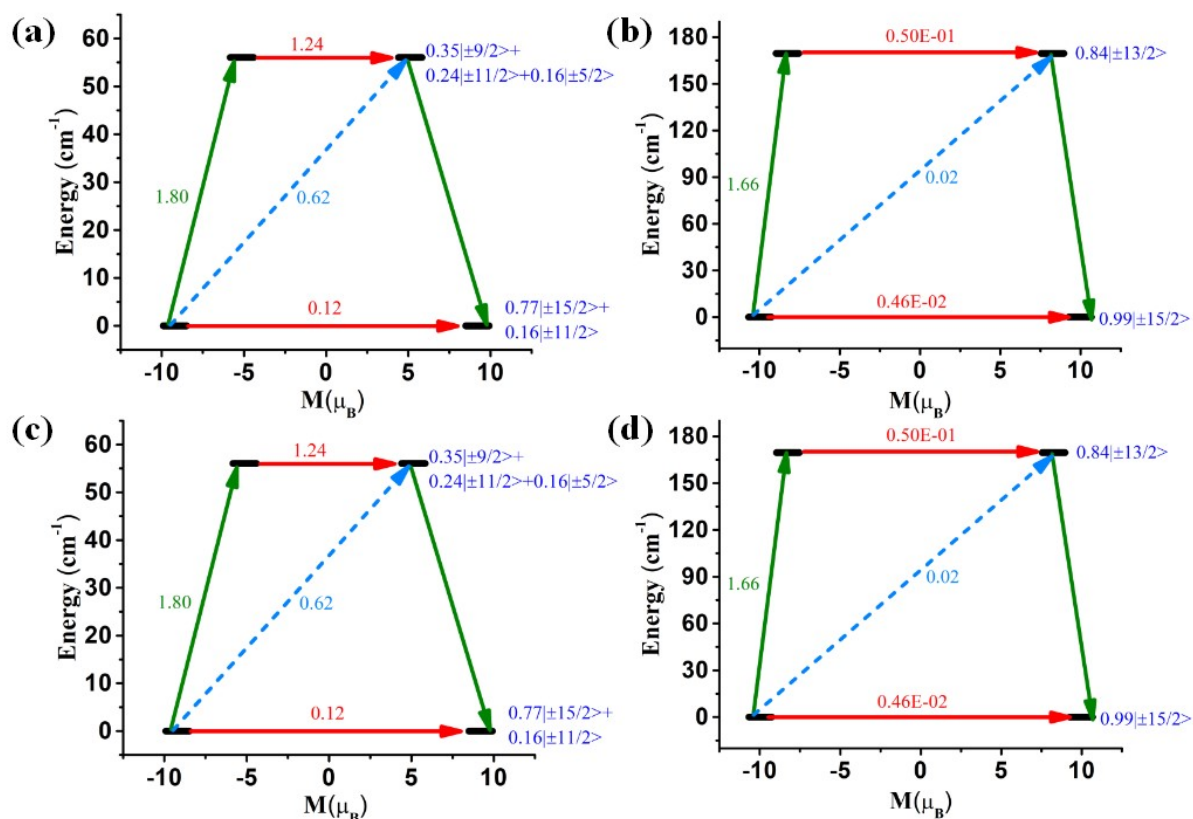 (a)
60
50
40
30
20
10
0
Energy (cm⁻¹)
1.24
0.35|±9/2>+
0.24|±11/2>+0.16|±5/2>
1.80
0.62
0.12
0.77|±15/2>+
0.16|±11/2>
-10 -5 0 5 10
M(μB)
(b)
180
150
120
90
60
30
0
Energy (cm⁻¹)
0.50E-01
0.84|±13/2>
1.66
0.02
0.46E-02
0.99|±15/2>
-10 -5 0 5 10
M(μB)
(c)
60
50
40
30
20
10
0
Energy (cm⁻¹)
1.24
0.35|±9/2>+
0.24|±11/2>+0.16|±5/2>
1.80
0.62
0.12
0.77|±15/2>+
0.16|±11/2>
-10 -5 0 5 10
M(μB)
(d)
180
150
120
90
60
30
0
Energy (cm⁻¹)
0.50E-01
0.84|±13/2>
1.66
0.02
0.46E-02
0.99|±15/2>
-10 -5 0 5 10
M(μB)